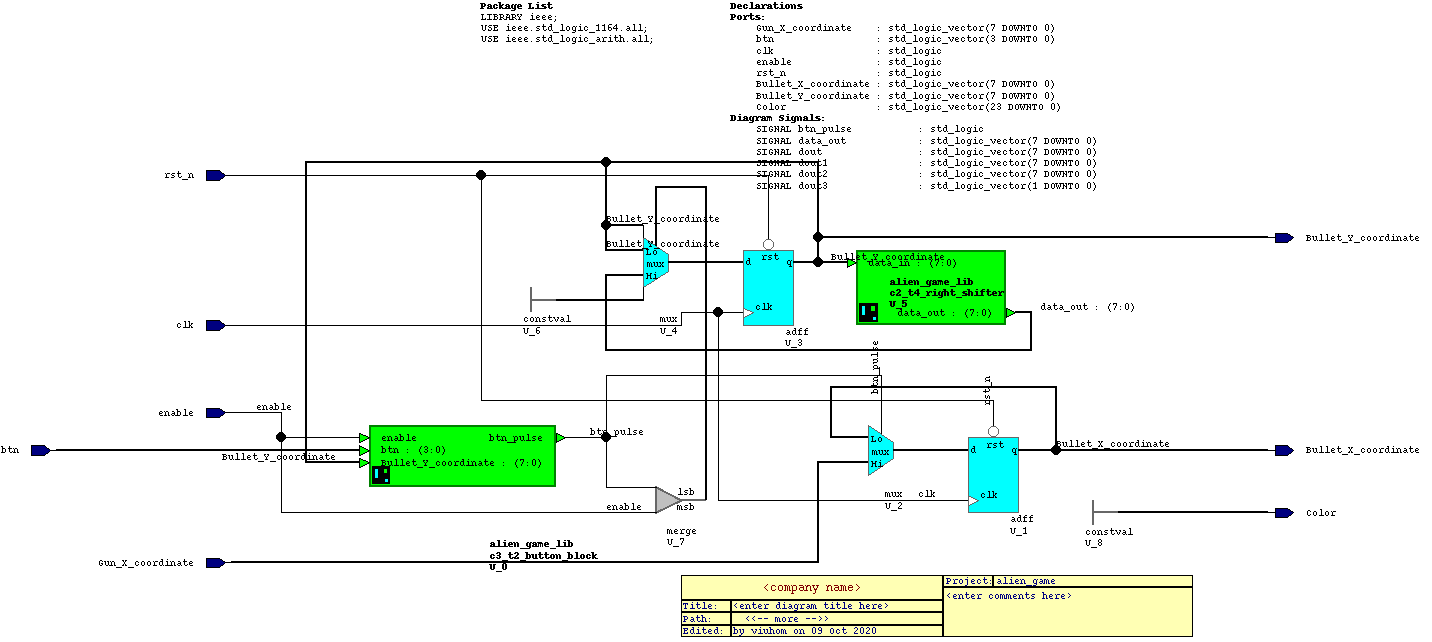 Package List
LIBRARY ieee;
USE ieee.std_logic_1164.all;
USE ieee.std_logic_arith.all;
Declarations
Ports:
Gun_X_coordinate : std_logic_vector(7 DOWNTO 0)
btn : std_logic_vector(3 DOWNTO 0)
clk : std_logic
enable : std_logic
rst_n : std_logic
Bullet_X_coordinate : std_logic_vector(7 DOWNTO 0)
Bullet_Y_coordinate : std_logic_vector(7 DOWNTO 0)
Color : std_logic_vector(23 DOWNTO 0)
Diagram Signals:
SIGNAL btn_pulse : std_logic
SIGNAL data_out : std_logic_vector(7 DOWNTO 0)
SIGNAL dout : std_logic_vector(7 DOWNTO 0)
SIGNAL dout1 : std_logic_vector(7 DOWNTO 0)
SIGNAL dout2 : std_logic_vector(7 DOWNTO 0)
SIGNAL dout3 : std_logic_vector(1 DOWNTO 0)
rst_n
Bullet_Y_coordinate
Bullet_Y_coordinate
Lo
mux
Hi
rst
d q
clk
Bullet_Y_coordinate
data_in : (7:0)
alien_game_lib
c2_t4_right_shifter
U_5
data_out : (7:0)
data_out : (7:0)
Bullet_Y_coordinate
constval
U_6
mux
U_4
adff
U_3
clk
btn_pulse
rst_n
enable
enable
btn
Bullet_Y_coordinate
enable
btn : (3:0)
Bullet_Y_coordinate : (7:0)
btn_pulse
btn_pulse
Lo
mux
Hi
rst
d q
clk
Bullet_X_coordinate
Bullet_X_coordinate
enable
lsb
msb
merge
U_7
mux
U_2
clk
adff
U_1
constval
U_8
Color
Gun_X_coordinate
alien_game_lib
c3_t2_button_block
U_0
<company name>
Project: alien_game
<enter comments here>
Title: <enter diagram title here>
Path: <<-- more -->>
Edited: by viuhom on 09 oct 2020